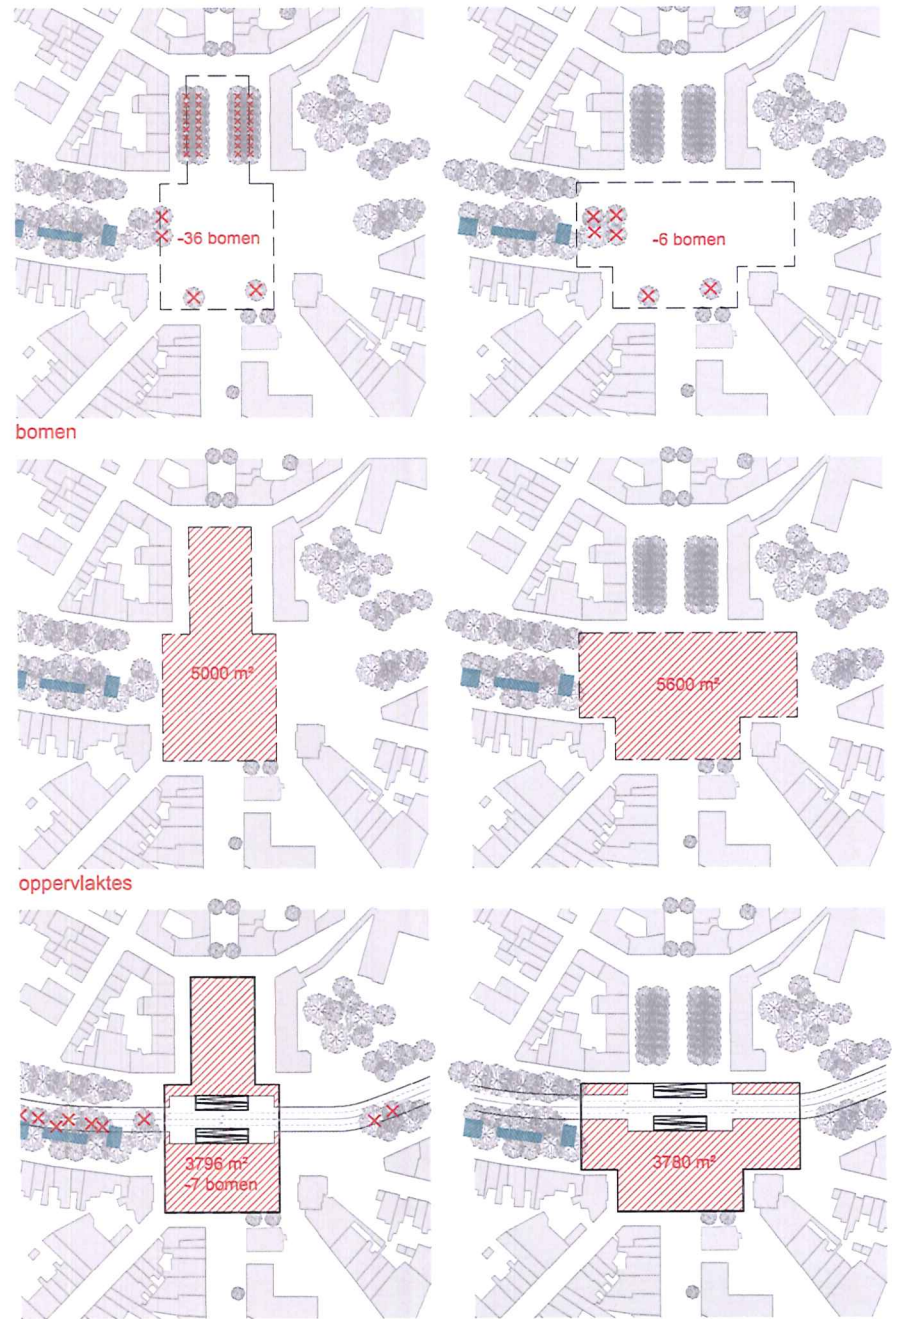 -36 bomen
-6 bomen
bomen
5000 m²
5600 m²
oppervlaktes
3796 m²
-7 bomen
3780 m²